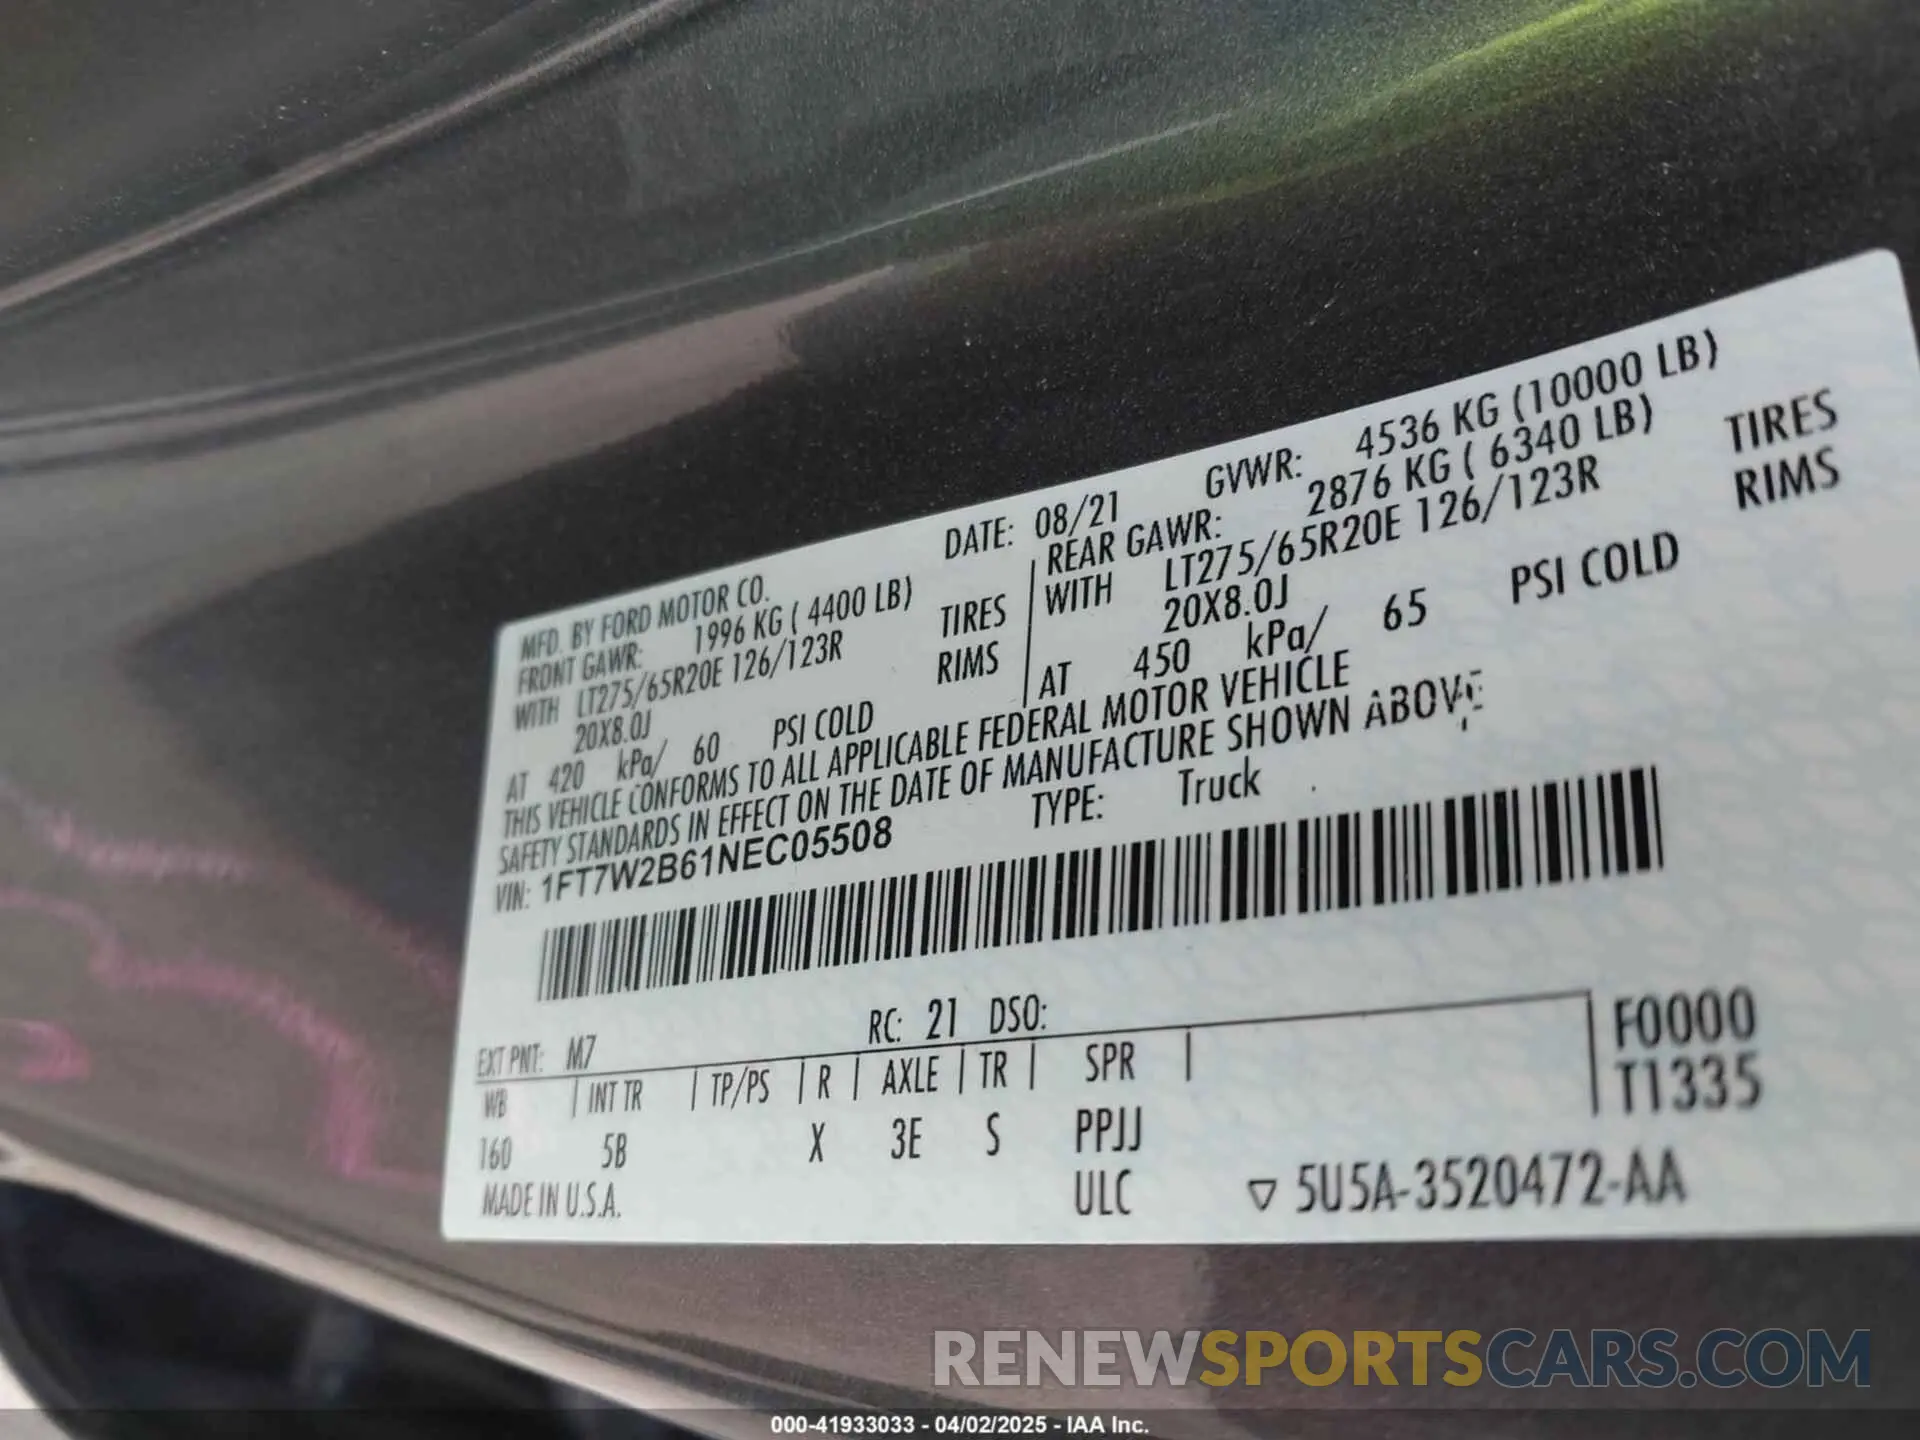 MFD. BY FORD MOTOR CO.
DATE: 08/21
GVWR: 4536 KG (10000 LB)
FRONT GAWR: 1996 KG ( 4400 LB)
WITH LT275/65R20E 126/123R TIRES
20X8.0J RIMS
AT 420 kPa/ 60 PSI COLD
REAR GAWR: 2876 KG ( 6340 LB)
WITH LT275/65R20E 126/123R TIRES
20X8.0J RIMS
AT 450 kPa/ 65 PSI COLD
THIS VEHICLE CONFORMS TO ALL APPLICABLE FEDERAL MOTOR VEHICLE
SAFETY STANDARDS IN EFFECT ON THE DATE OF MANUFACTURE SHOWN ABOVE
VIN: 1FT7W2B61NEC05508
TYPE: Truck
EXT PNT: M7 RC: 21 DSO:
WB | INT TR | TP/PS | R | AXLE | TR | SPR |
160 5B X 3E S PPJJ
F0000
T1335
MADE IN U.S.A. ULC ▽ 5U5A-3520472-AA
RENEWSPORTSCARS.COM
000-41933033 - 04/02/2025 - IAA Inc.